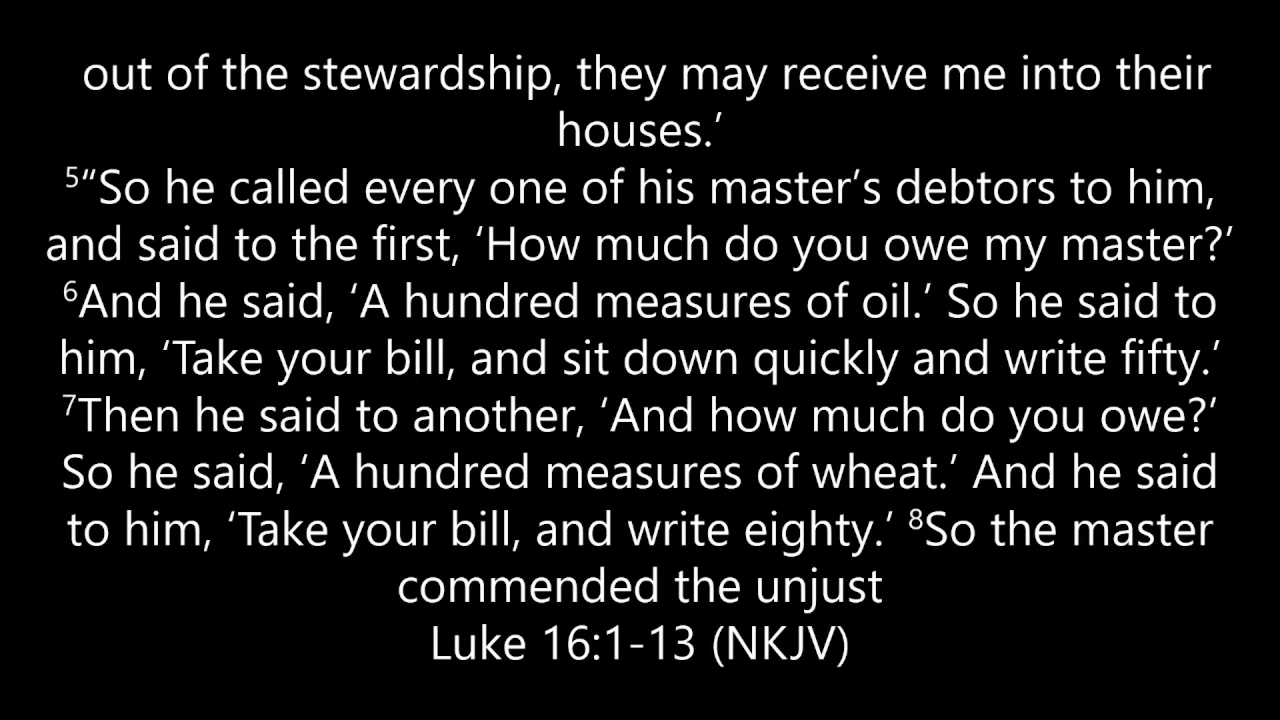 out of the stewardship, they may receive me into their
houses.’
⁵“So he called every one of his master’s debtors to him,
and said to the first, ‘How much do you owe my master?’
⁶And he said, ‘A hundred measures of oil.’ So he said to
him, ‘Take your bill, and sit down quickly and write fifty.’
⁷Then he said to another, ‘And how much do you owe?’
So he said, ‘A hundred measures of wheat.’ And he said
to him, ‘Take your bill, and write eighty.’ ⁸So the master
commended the unjust
Luke 16:1-13 (NKJV)